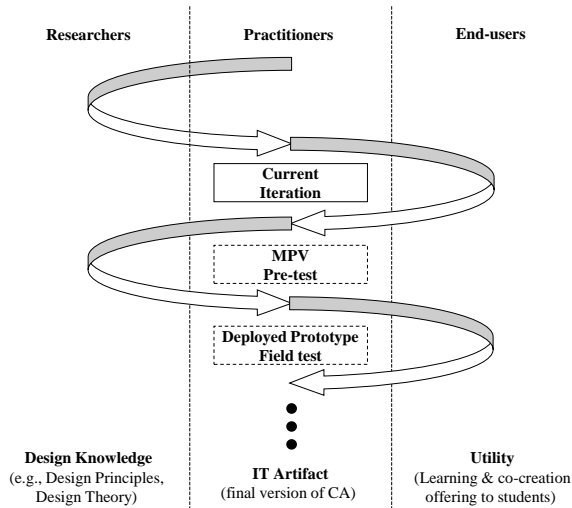 Researchers
Practitioners
End-users
Current
Iteration
MPV
Pre-test
Deployed Prototype
Field test
Design Knowledge
(e.g., Design Principles,
Design Theory)
IT Artifact
(final version of CA)
Utility
(Learning & co-creation
offering to students)